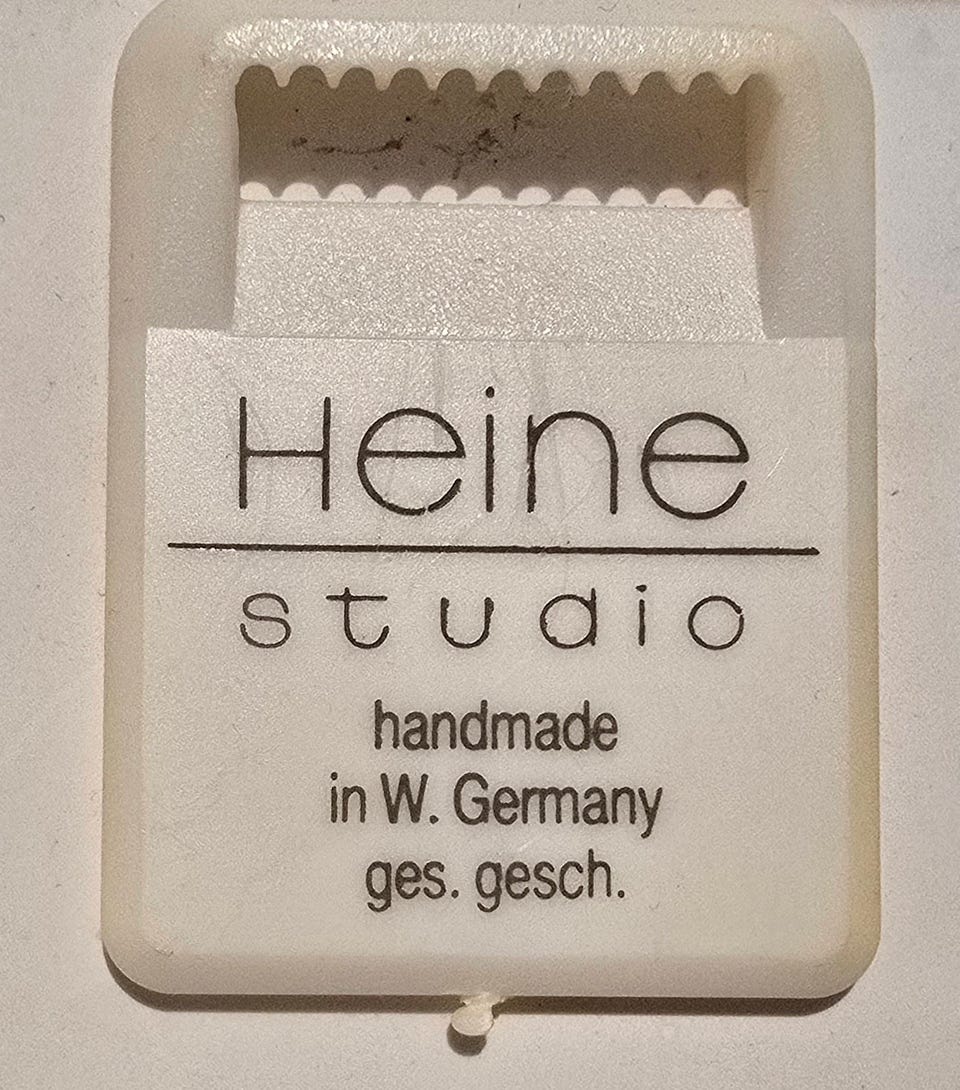 Heine
studio
handmade
in W. Germany
ges. gesch.